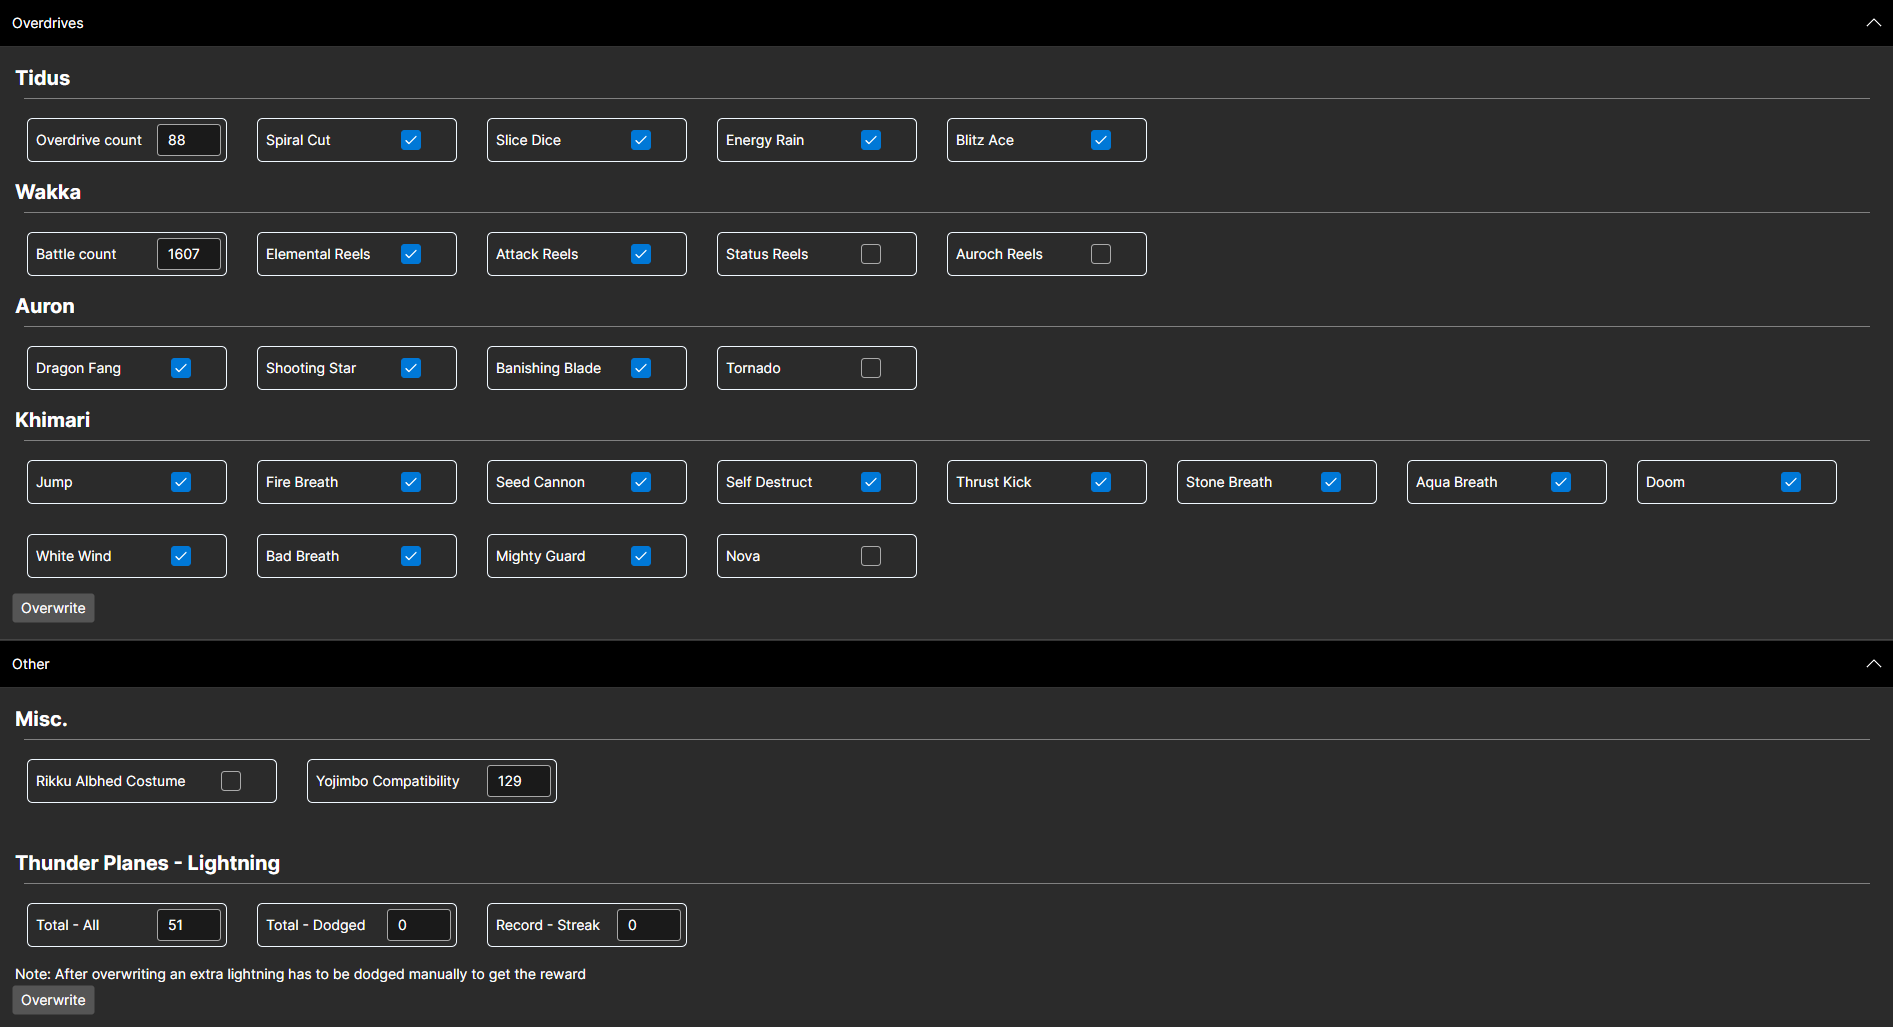 Overdrives
Tidus
Overdrive count 88 Spiral Cut Slice Dice Energy Rain Blitz Ace
Wakka
Battle count 1607 Elemental Reels Attack Reels Status Reels Auroch Reels
Auron
Dragon Fang Shooting Star Banishing Blade Tornado
Khimari
Jump Fire Breath Seed Cannon Self Destruct Thrust Kick Stone Breath Aqua Breath Doom
White Wind Bad Breath Mighty Guard Nova
Overwrite
Other
Misc.
Rikku Albhed Costume Yojimbo Compatibility 129
Thunder Planes - Lightning
Total - All 51 Total - Dodged 0 Record - Streak 0
Note: After overwriting an extra lightning has to be dodged manually to get the reward
Overwrite